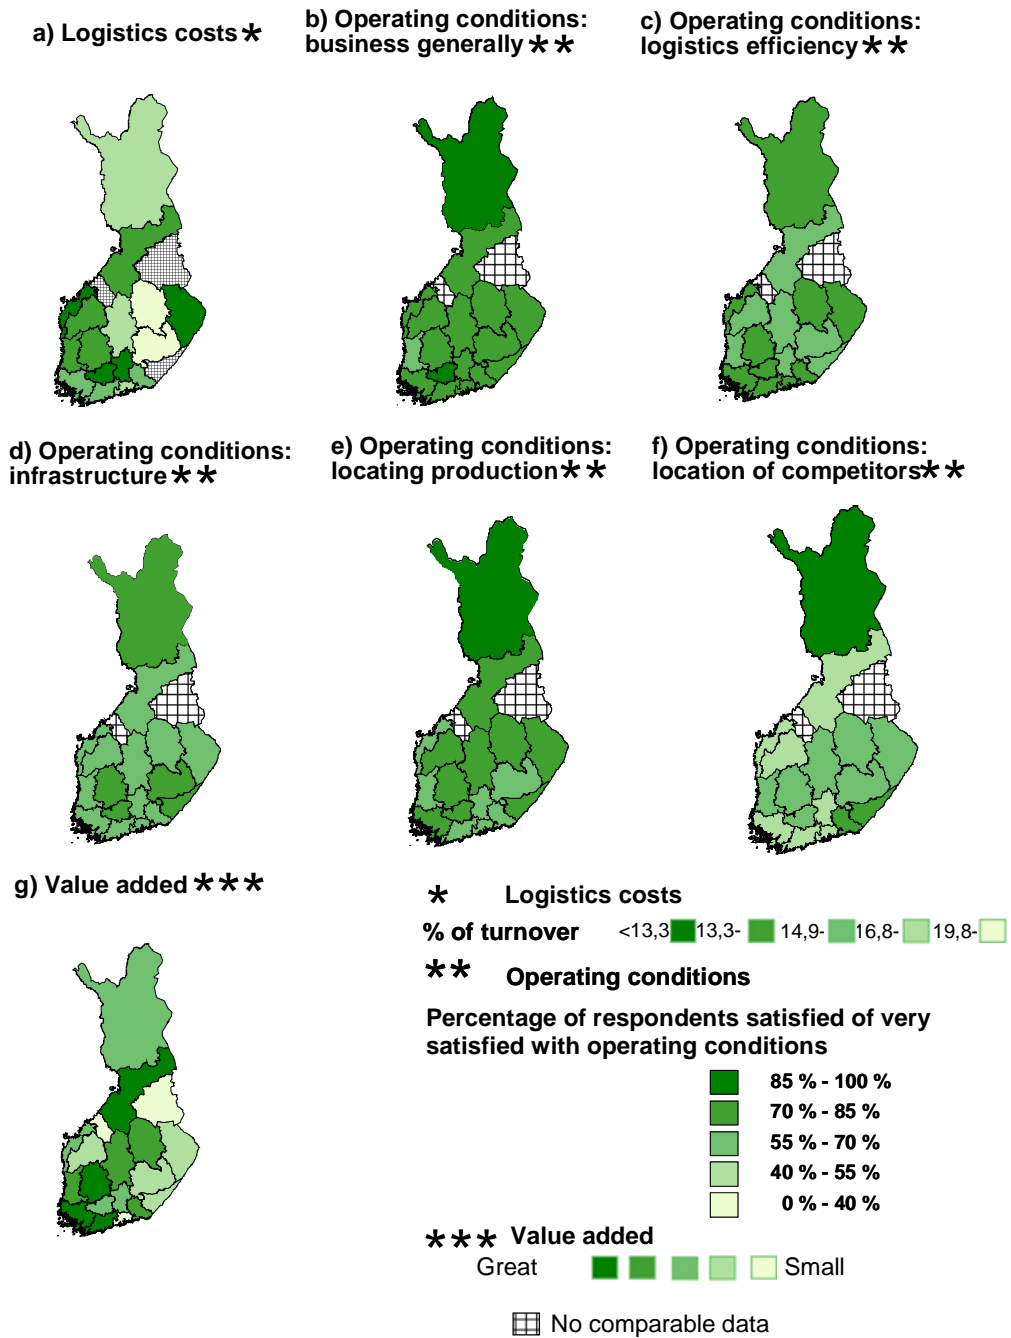 a) Logistics costs *
b) Operating conditions:
business generally **
c) Operating conditions:
logistics efficiency **
d) Operating conditions:
infrastructure **
e) Operating conditions:
locating production **
f) Operating conditions:
location of competitors**
g) Value added ***
* Logistics costs
% of turnover <13,3 13,3- 14,9- 16,8- 19,8-
** Operating conditions
Percentage of respondents satisfied of very
satisfied with operating conditions
85 % - 100 %
70 % - 85 %
55 % - 70 %
40 % - 55 %
0 % - 40 %
*** Value added
Great Small
No comparable data